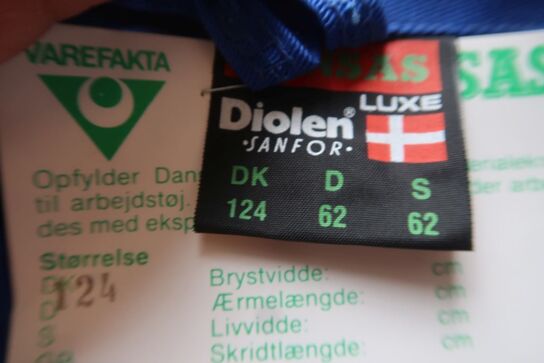 VAREFAKTA
SAS
LUXE
Diolen®
·SANFOR·
DK D S
124 62 62
Opfylder Dan
til arbejdstøj.
des med eksp
Størrelse
124
D
S
Brystvidde: cm
Ærmelængde: cm
Livvidde: cm
Skridtlængde: cm